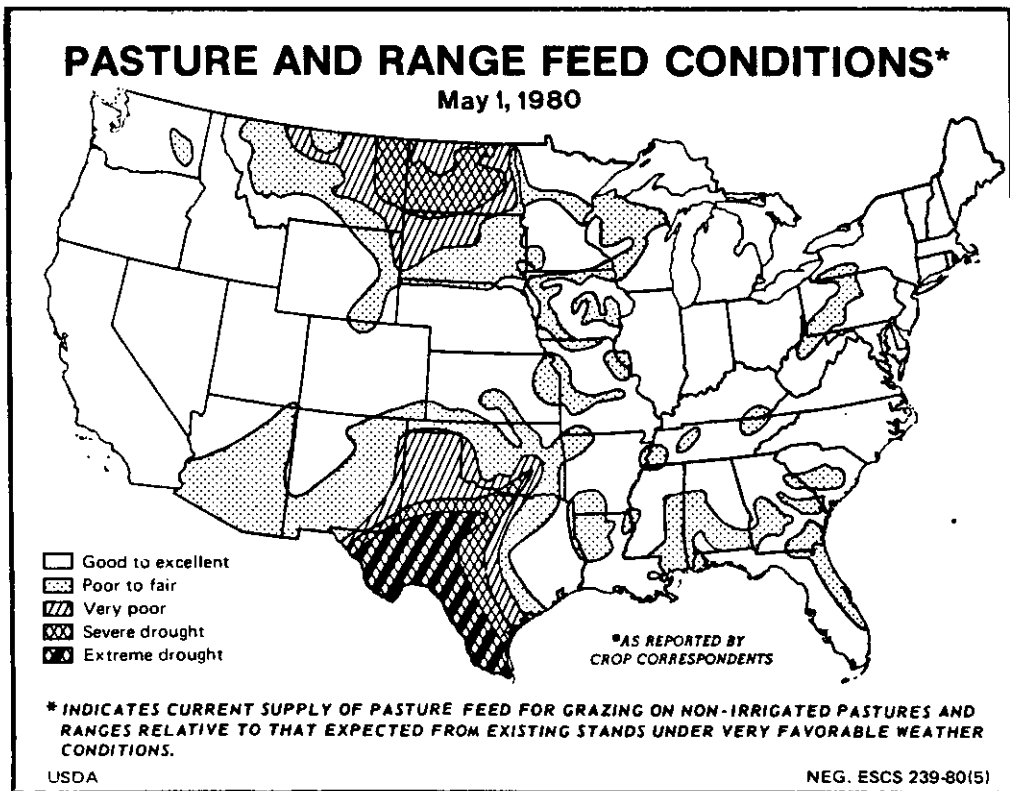 PASTURE AND RANGE FEED CONDITIONS*
May 1, 1980
Good to excellent
Poor to fair
Very poor
Severe drought
Extreme drought
*AS REPORTED BY
CROP CORRESPONDENTS
* INDICATES CURRENT SUPPLY OF PASTURE FEED FOR GRAZING ON NON-IRRIGATED PASTURES AND
RANGES RELATIVE TO THAT EXPECTED FROM EXISTING STANDS UNDER VERY FAVORABLE WEATHER
CONDITIONS.
USDA
NEG. ESCS 239-80(5)